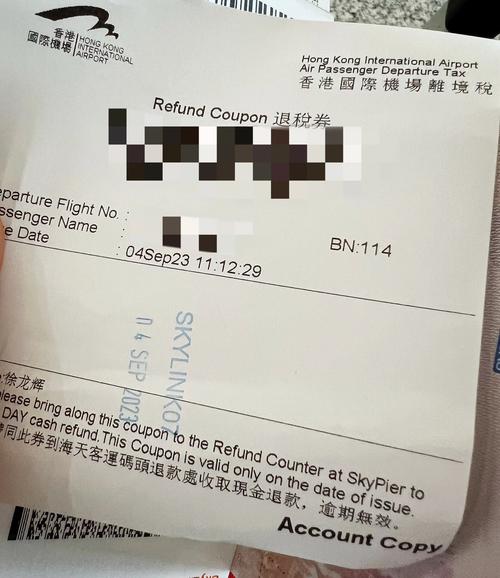 香港
國際機場
HONG KONG
INTERNATIONAL
AIRPORT
Hong Kong International Airport
Air Passenger Departure Tax
香港國際機場離境稅
Refund Coupon 退稅券
eparture Flight No. :
ssenger Name :
e Date : 04Sep23 11:12:29
BN:114
SKYLINK07
04 SEP 2023
:徐龙辉
lease bring along this coupon to the Refund Counter at SkyPier to
DAY cash refund.This Coupon is valid only on the date of issue.
同此券到海天客運碼頭退款處收取現金退款，逾期無效。
Account Copy